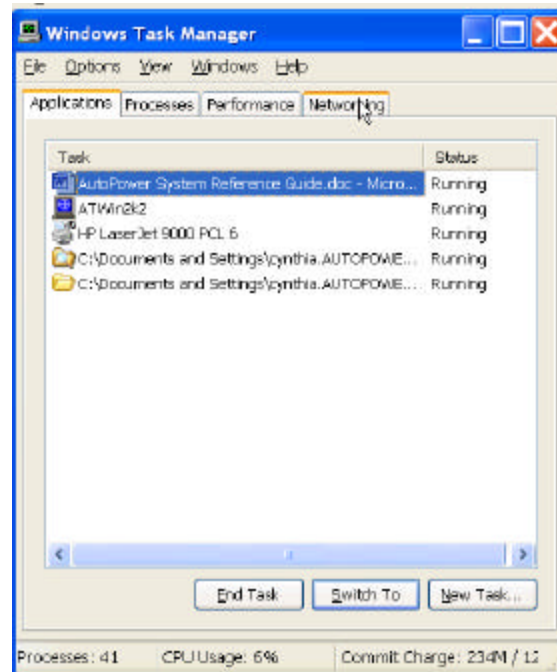 Windows Task Manager
File Options View Windows Help
Applications Processes Performance Networking
Task Status
AutoPower System Reference Guide.doc - Micro... Running
ATWin2k2 Running
HP LaserJet 9000 PCL 6 Running
C:\Documents and Settings\cynthia.AUTOPOWE... Running
C:\Documents and Settings\cynthia.AUTOPOWE... Running
End Task Switch To New Task...
Processes: 41 CPU Usage: 6% Commit Charge: 234M / 12